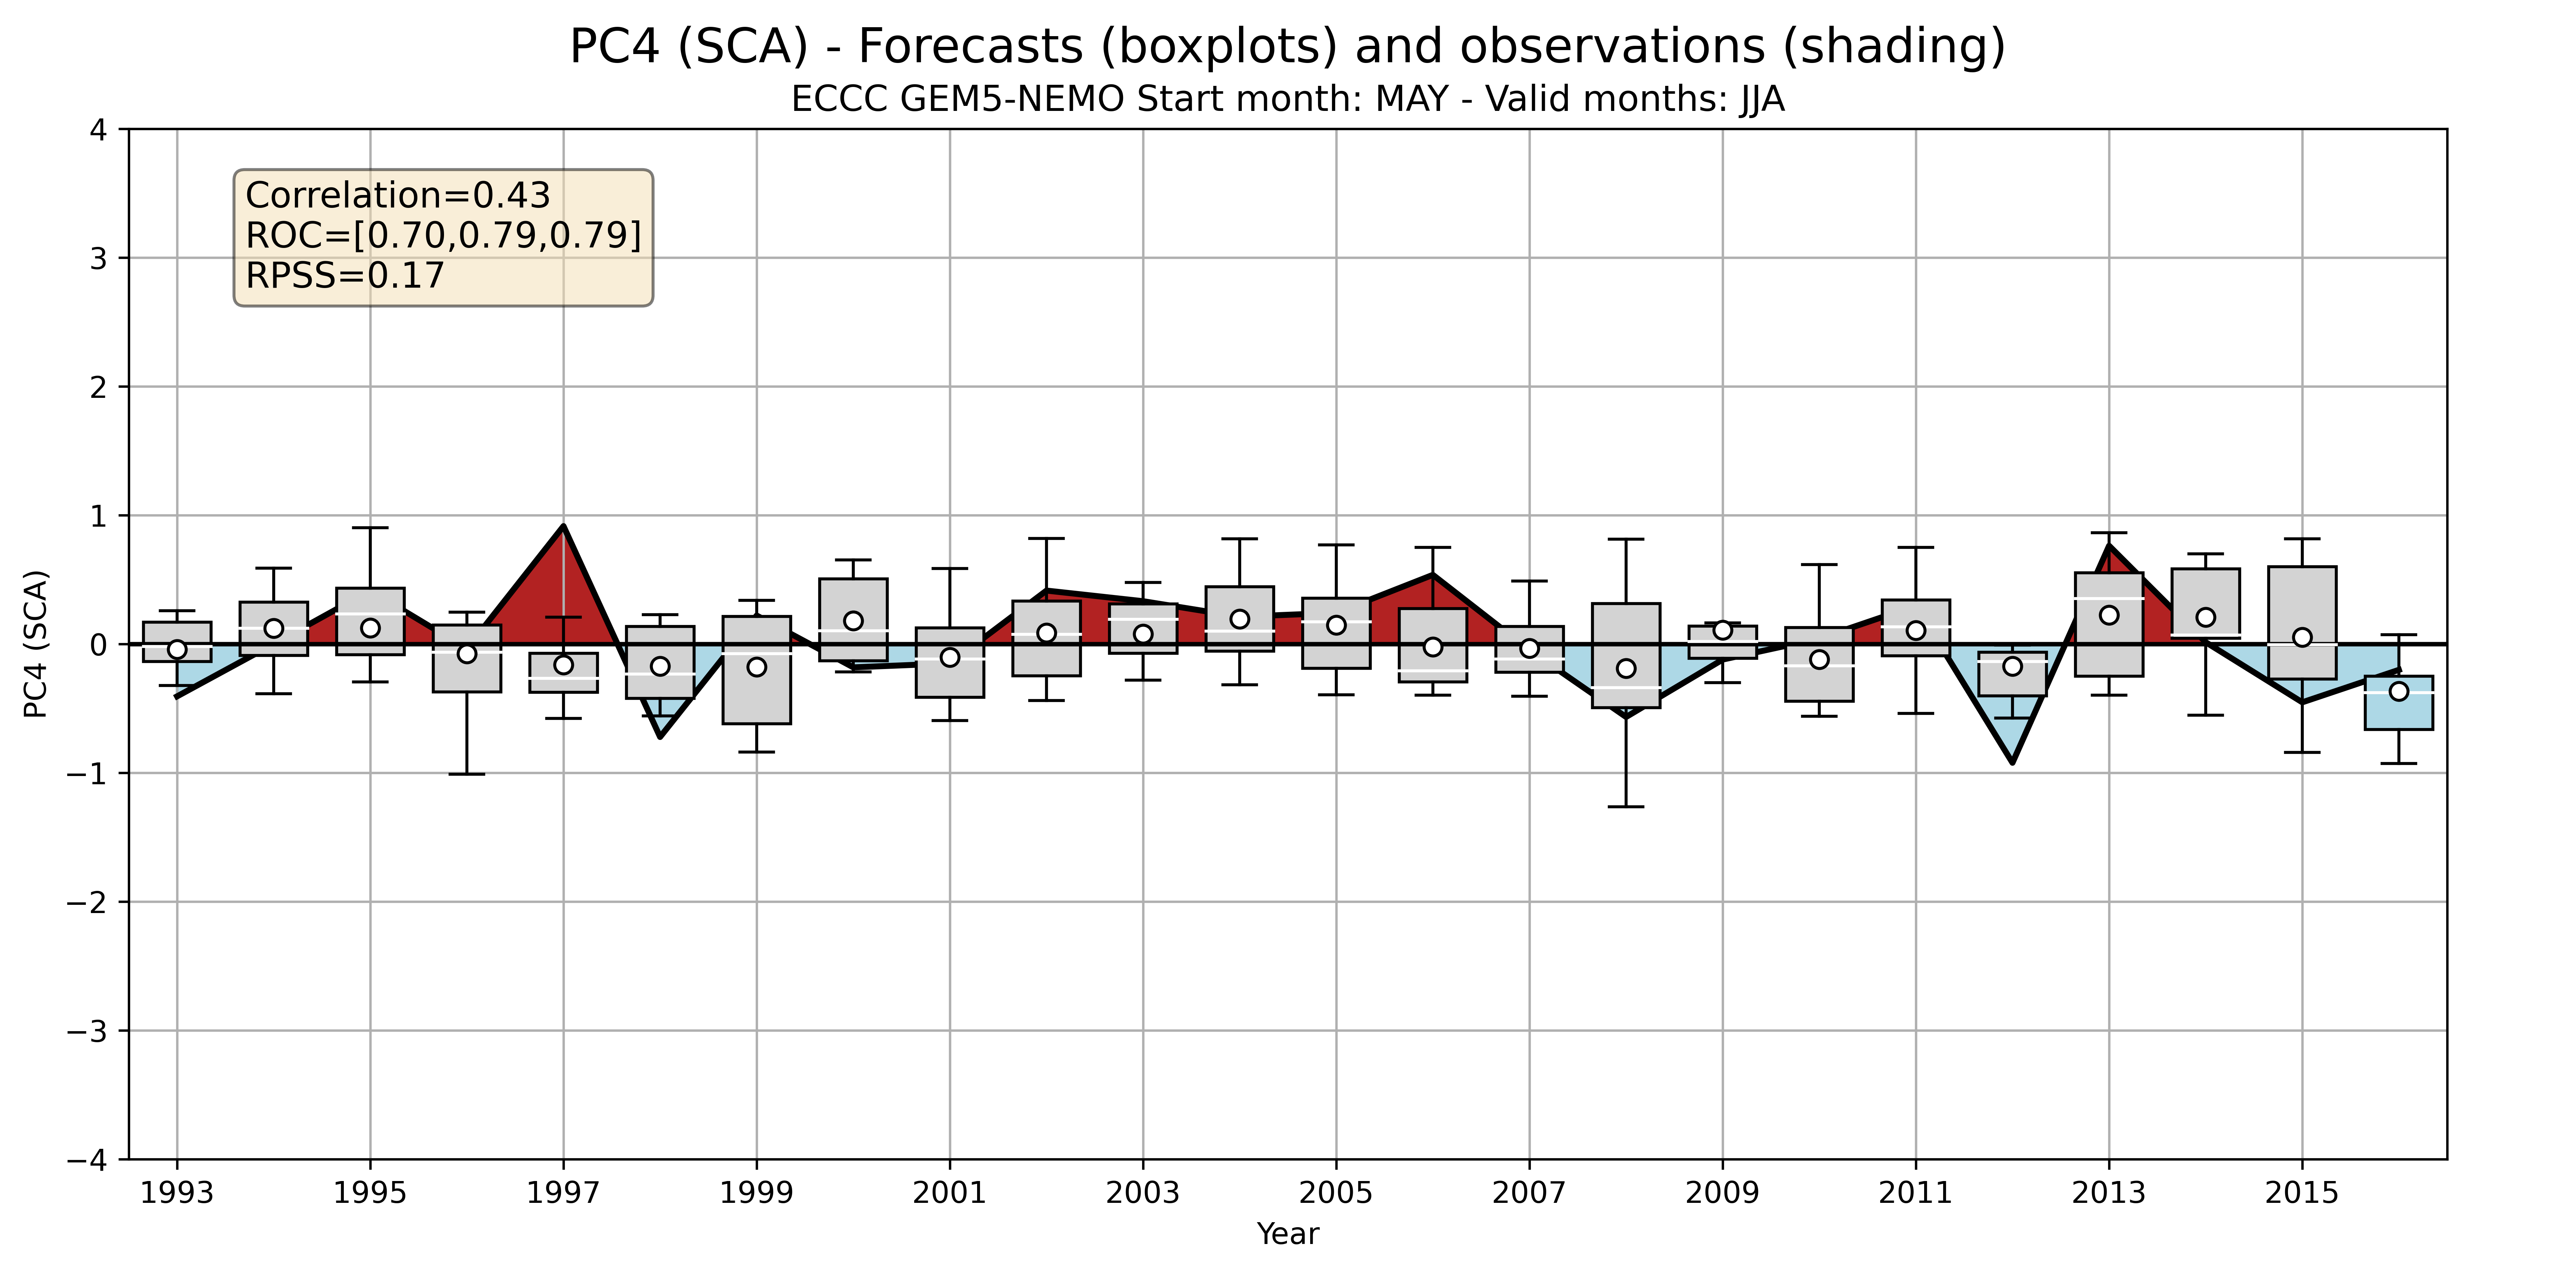 PC4 (SCA) - Forecasts (boxplots) and observations (shading)
ECCC GEM5-NEMO Start month: MAY - Valid months: JJA
Correlation=0.43
ROC=[0.70,0.79,0.79]
RPSS=0.17
PC4 (SCA)
4
3
2
1
0
−1
−2
−3
−4
1993 1995 1997 1999 2001 2003 2005 2007 2009 2011 2013 2015
Year